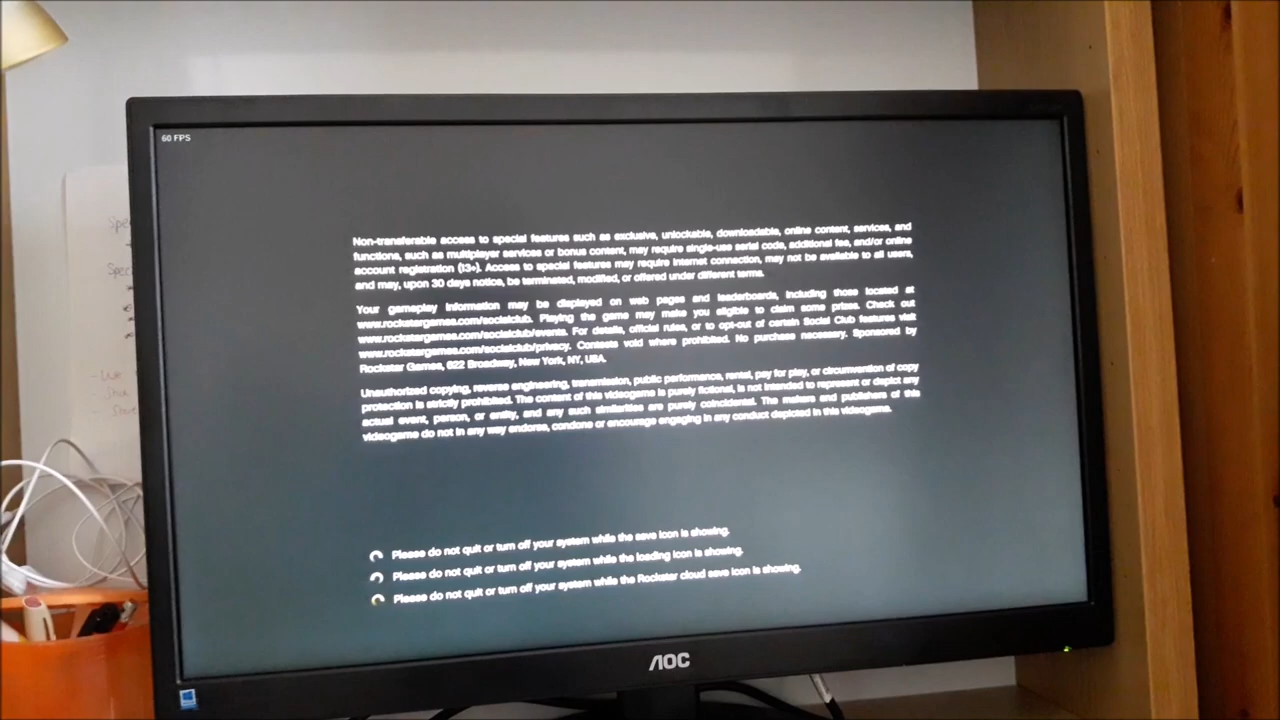 60 FPS
Non-transferable access to special features such as exclusive, unlockable, downloadable, online content, services, and
functions, such as multiplayer services or bonus content, may require single-use serial code, additional fee, and/or online
account registration (13+). Access to special features may require internet connection, may not be available to all users,
and may, upon 30 days notice, be terminated, modified, or offered under different terms.
Your gameplay information may be displayed on web pages and leaderboards, including those located at
www.rockstargames.com/socialclub. Playing the game may make you eligible to claim some prizes. Check out
www.rockstargames.com/socialclub/events. For details, official rules, or to opt-out of certain Social Club features visit
www.rockstargames.com/socialclub/privacy. Contests void where prohibited. No purchase necessary. Sponsored by
Rockstar Games, 622 Broadway, New York, NY, USA.
Unauthorized copying, reverse engineering, transmission, public performance, rental, pay for play, or circumvention of copy
protection is strictly prohibited. The content of this videogame is purely fictional, is not intended to represent or depict any
actual event, person, or entity, and any such similarities are purely coincidental. The makers and publishers of this
videogame do not in any way endorse, condone or encourage engaging in any conduct depicted in this videogame.
Please do not quit or turn off your system while the save icon is showing.
Please do not quit or turn off your system while the loading icon is showing.
Please do not quit or turn off your system while the Rockstar cloud save icon is showing.
AOC